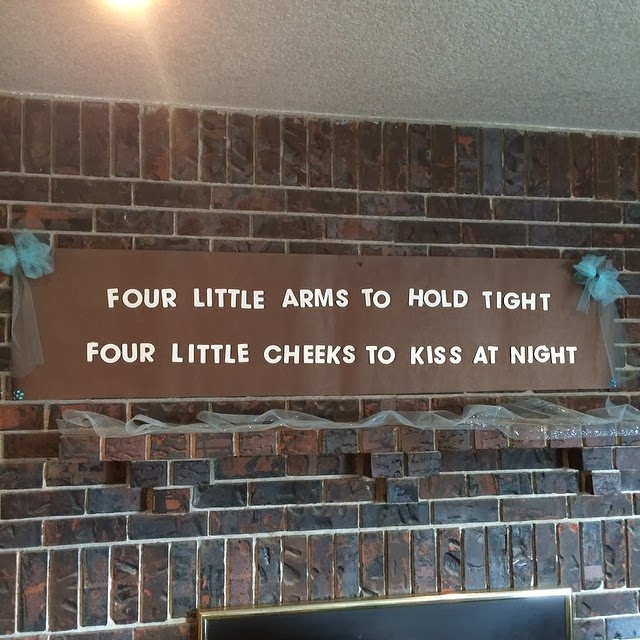 FOUR LITTLE ARMS TO HOLD TIGHT
FOUR LITTLE CHEEKS TO KISS AT NIGHT